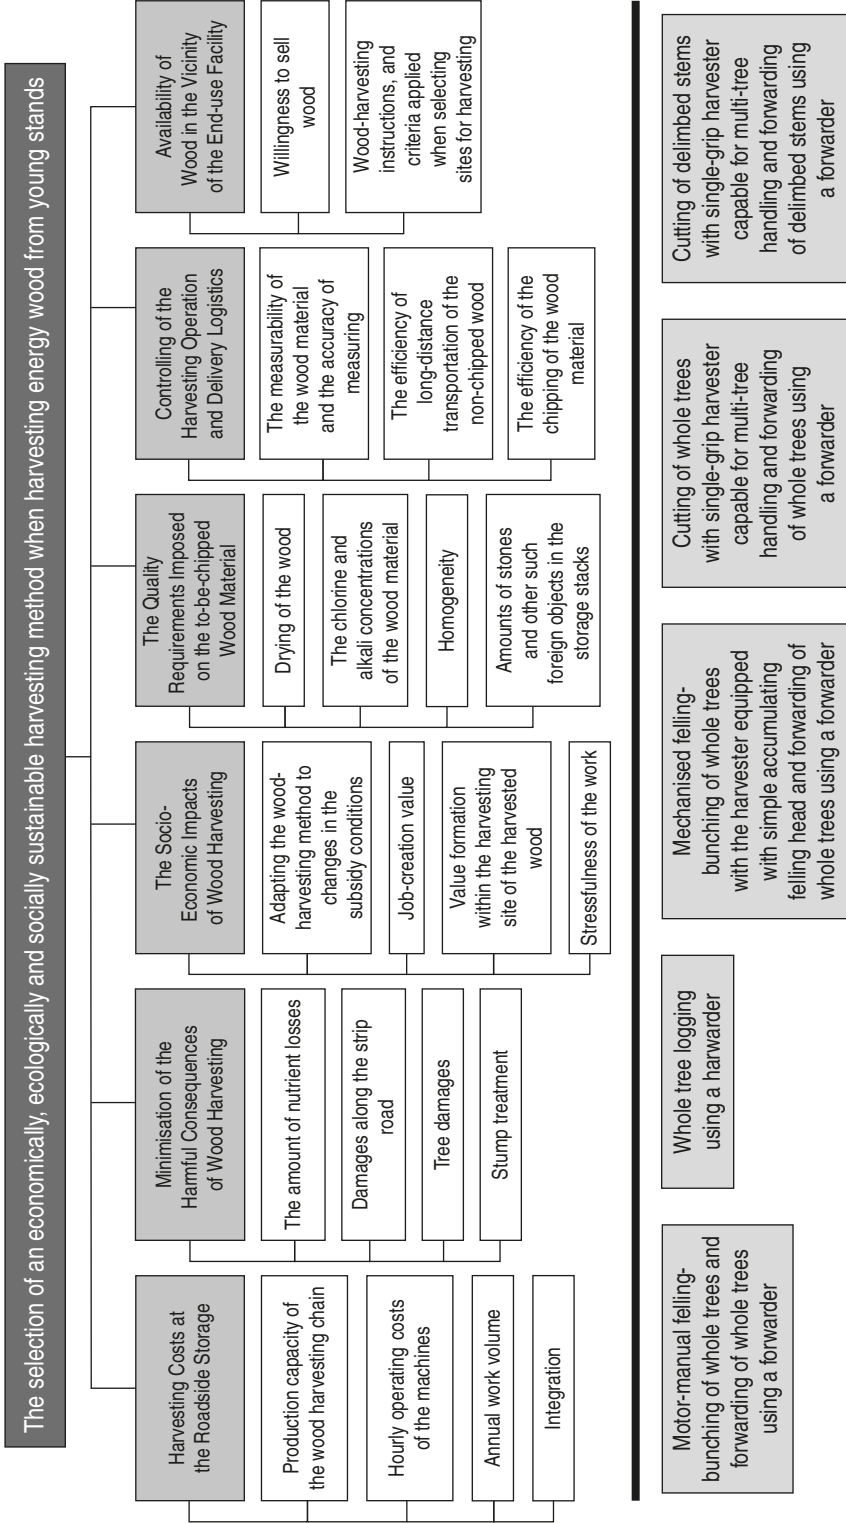 The selection of an economically, ecologically and socially sustainable harvesting method when harvesting energy wood from young stands
Harvesting Costs at
the Roadside Storage
Production capacity of
the wood harvesting chain
Hourly operating costs
of the machines
Annual work volume
Integration
Minimisation of the
Harmful Consequences
of Wood Harvesting
The amount of nutrient losses
Damages along the strip
road
Tree damages
Stump treatment
The Socio-
Economic Impacts
of Wood Harvesting
Adapting the wood-
harvesting method to
changes in the
subsidy conditions
Job-creation value
Value formation
within the harvesting
site of the harvested
wood
Stressfulness of the work
The Quality
Requirements Imposed
on the to-be-chipped
Wood Material
Drying of the wood
The chlorine and
alkali concentrations
of the wood material
Homogeneity
Amounts of stones
and other such
foreign objects in the
storage stacks
Controlling of the
Harvesting Operation
and Delivery Logistics
The measurability of
the wood material
and the accuracy of
measuring
The efficiency of
long-distance
transportation of the
non-chipped wood
The efficiency of the
chipping of the wood
material
Availability of
Wood in the Vicinity
of the End-use Facility
Willingness to sell
wood
Wood-harvesting
instructions, and
criteria applied
when selecting
sites for harvesting
Motor-manual felling-
bunching of whole trees and
forwarding of whole trees
using a forwarder
Whole tree logging
using a harwarder
Mechanised felling-
bunching of whole trees
with the harvester equipped
with simple accumulating
felling head and forwarding of
whole trees using a forwarder
Cutting of whole trees
with single-grip harvester
capable for multi-tree
handling and forwarding
of whole trees using
a forwarder
Cutting of delimbed stems
with single-grip harvester
capable for multi-tree
handling and forwarding
of delimbed stems using
a forwarder